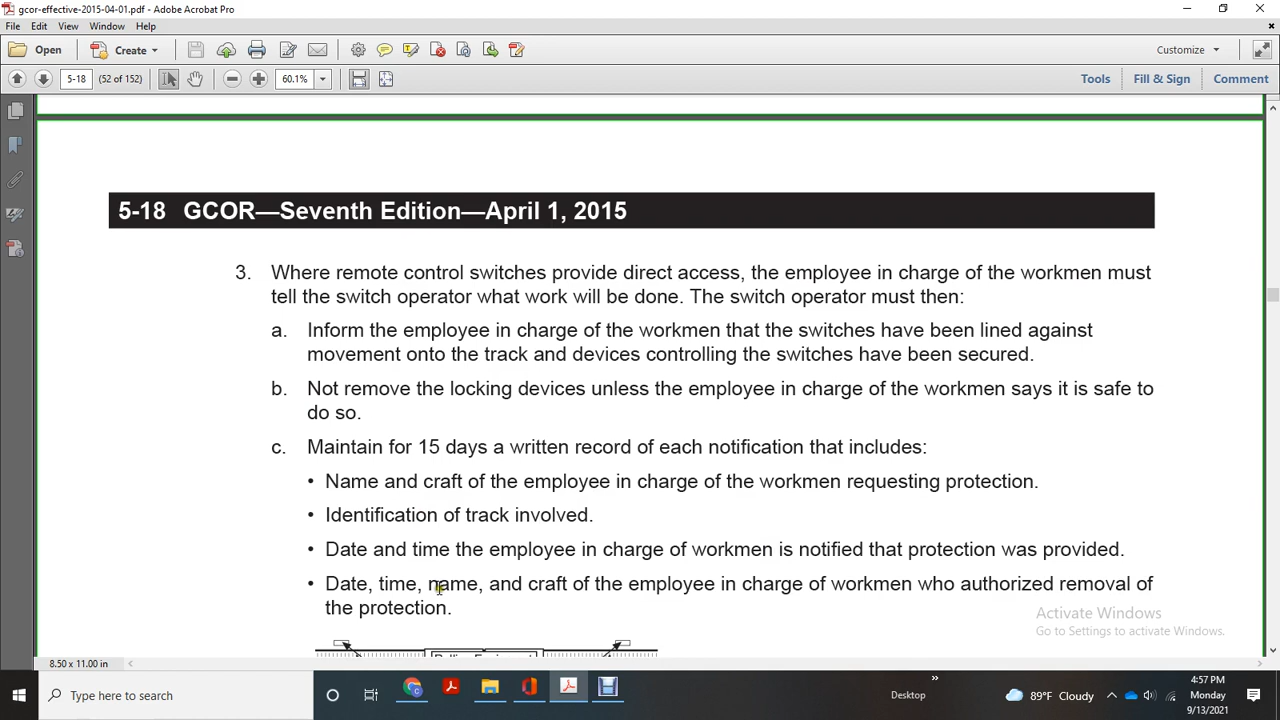 gcor-effective-2015-04-01.pdf - Adobe Acrobat Pro
File Edit View Window Help
Open Create Customize
5-18 (52 of 152) 60.1% Tools Fill & Sign Comment
5-18 GCOR—Seventh Edition—April 1, 2015
3. Where remote control switches provide direct access, the employee in charge of the workmen must
tell the switch operator what work will be done. The switch operator must then:
a. Inform the employee in charge of the workmen that the switches have been lined against
movement onto the track and devices controlling the switches have been secured.
b. Not remove the locking devices unless the employee in charge of the workmen says it is safe to
do so.
c. Maintain for 15 days a written record of each notification that includes:
• Name and craft of the employee in charge of the workmen requesting protection.
• Identification of track involved.
• Date and time the employee in charge of workmen is notified that protection was provided.
• Date, time, name, and craft of the employee in charge of workmen who authorized removal of
the protection.
Activate Windows
Go to Settings to activate Windows.
8.50 x 11.00 in
Type here to search
Desktop
89°F Cloudy
4:57 PM
Monday
9/13/2021